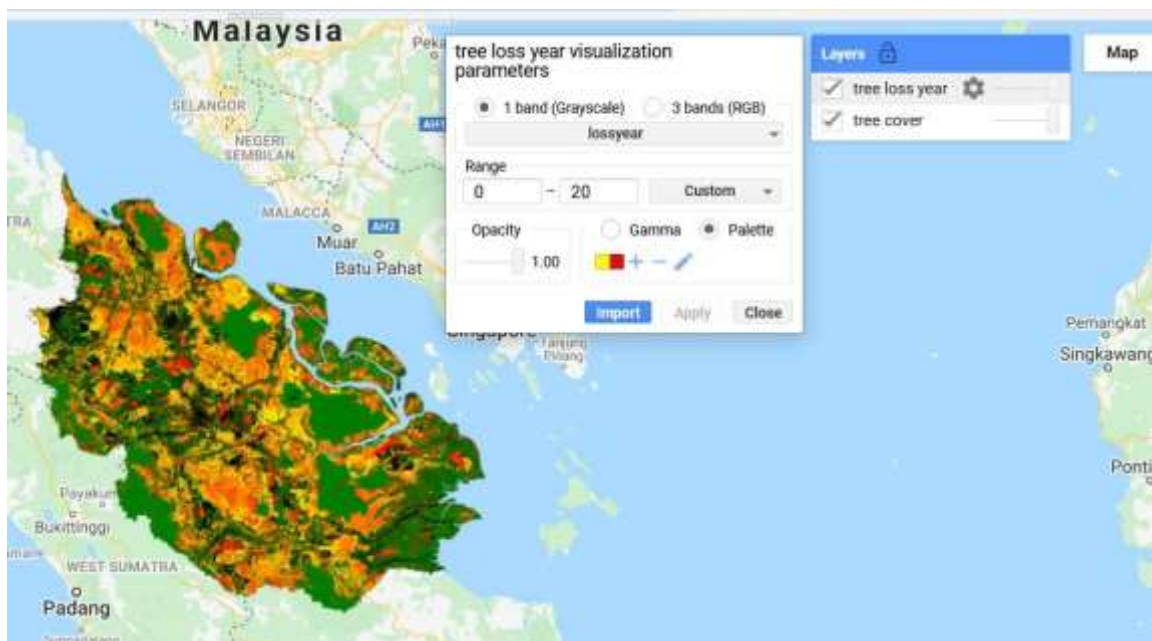 Malaysia
Peka
SELANGOR
NEGERI
SEMBILAN
MALACCA
AH2
Muar
Batu Pahat
tree loss year visualization
parameters
1 band (Grayscale) 3 bands (RGB)
lossyear
Range
0 - 20 Custom
Opacity Gamma Palette
1.00
Import Apply Close
Singapore
Tanjung
Pinang
Layers
tree loss year
tree cover
Map
Pemangkat
Singkawang
Ponti
TRA
Payakum
Bukittinggi
WEST SUMATRA
Padang